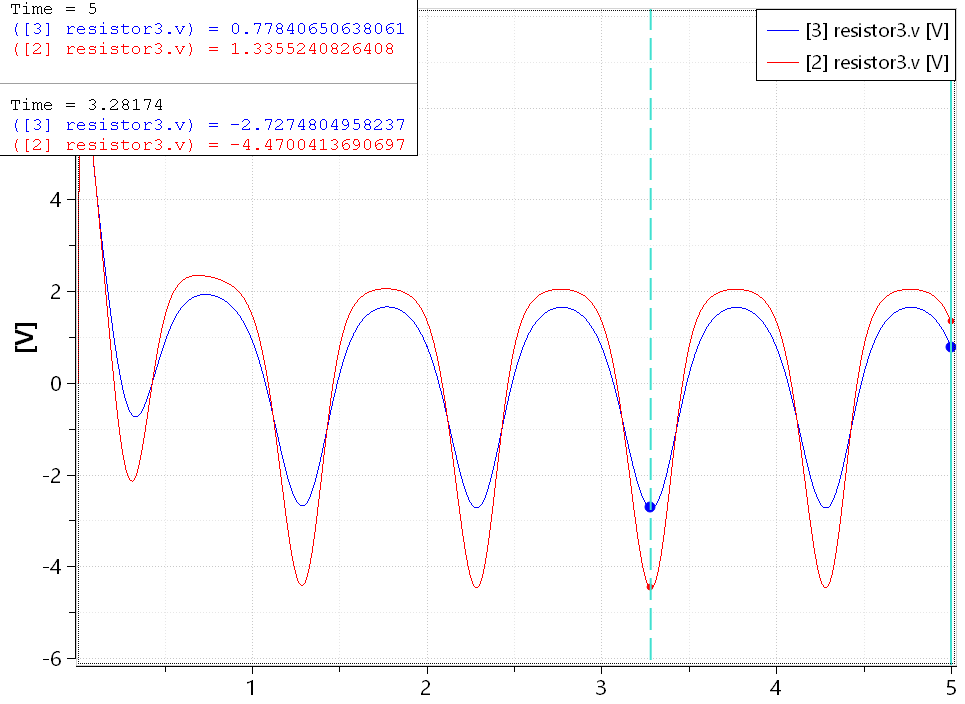 Time = 5
([3] resistor3.v) = 0.77840650638061
([2] resistor3.v) = 1.3355240826408
Time = 3.28174
([3] resistor3.v) = -2.7274804958237
([2] resistor3.v) = -4.4700413690697
[3] resistor3.v [V]
[2] resistor3.v [V]
4
2
0
-2
-4
-6
[V]
1 2 3 4 5